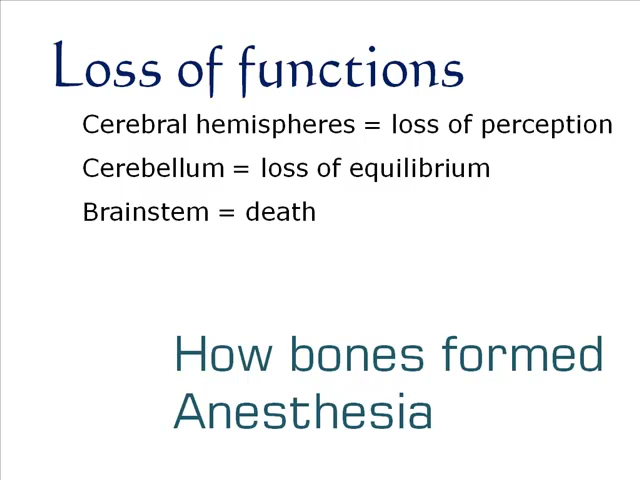 Loss of functions
Cerebral hemispheres = loss of perception
Cerebellum = loss of equilibrium
Brainstem = death
How bones formed
Anesthesia